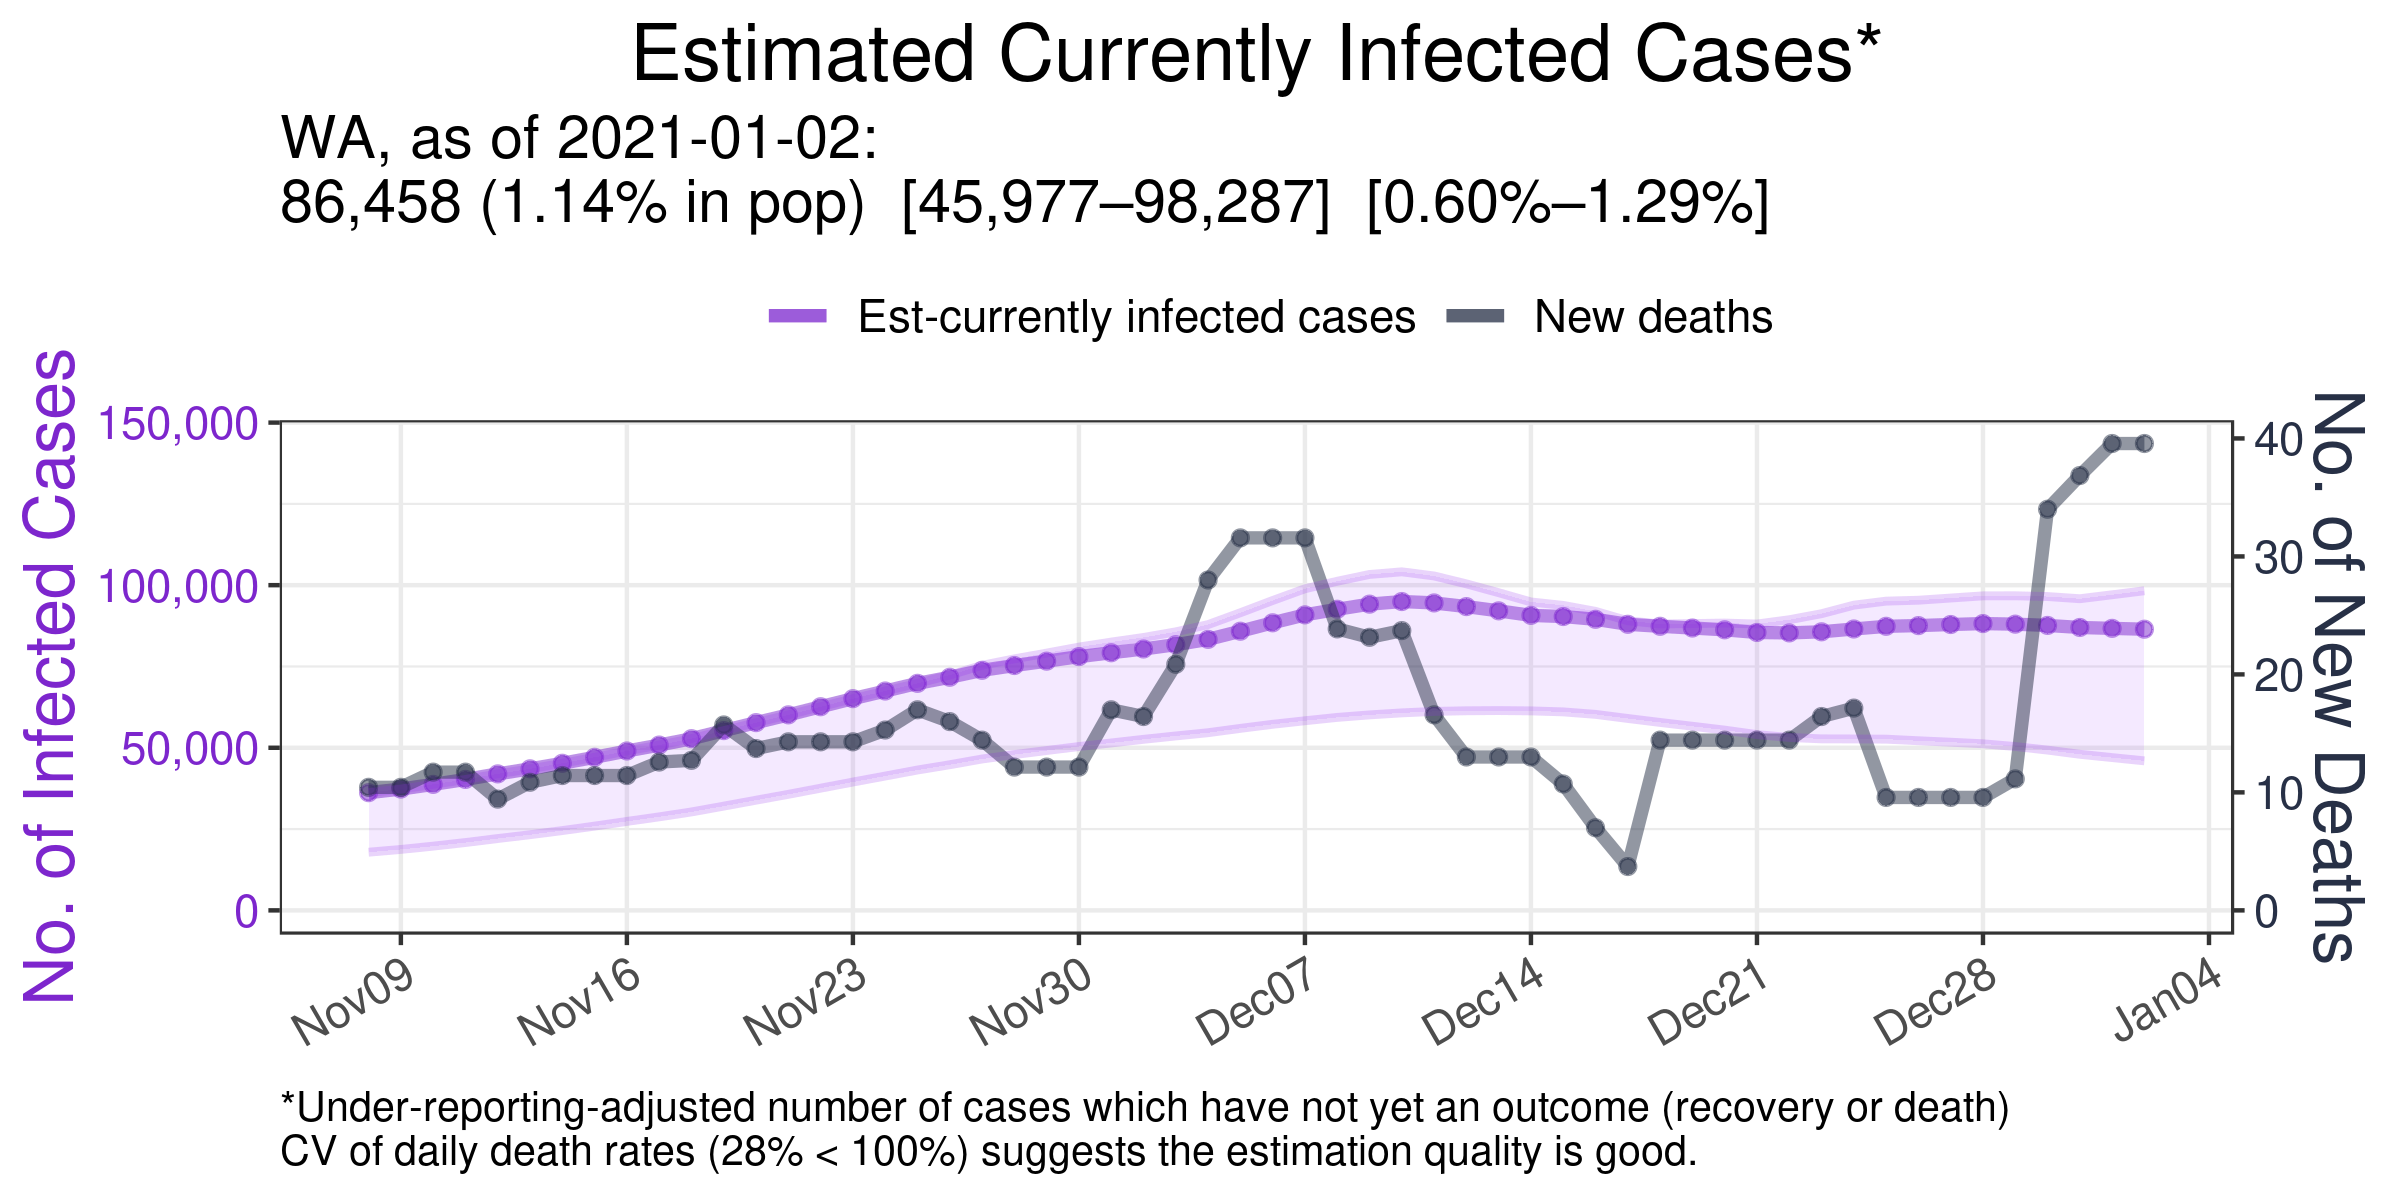 Estimated Currently Infected Cases*
WA, as of 2021-01-02:
86,458 (1.14% in pop)  [45,977–98,287]  [0.60%–1.29%]
Est-currently infected cases
New deaths
No. of Infected Cases
150,000
100,000
50,000
0
40
30
20
10
0
No. of New Deaths
Nov09
Nov16
Nov23
Nov30
Dec07
Dec14
Dec21
Dec28
Jan04
*Under-reporting-adjusted number of cases which have not yet an outcome (recovery or death)
CV of daily death rates (28% < 100%) suggests the estimation quality is good.